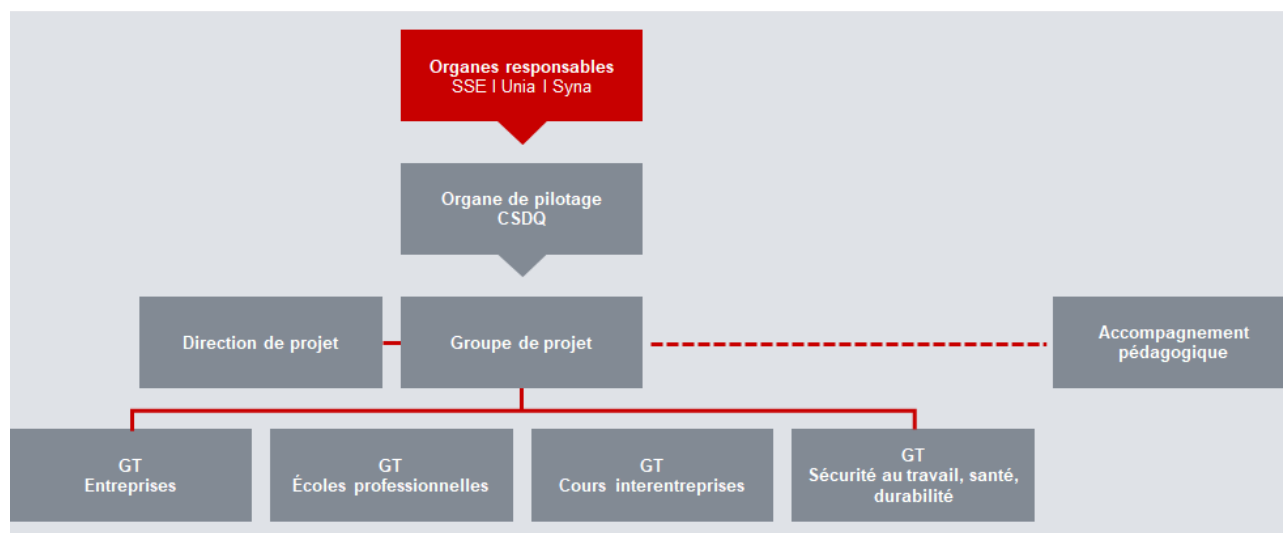 Organes responsables
SSE I Unia I Syna
Organe de pilotage
CSDQ
Direction de projet
Groupe de projet
Accompagnement
pédagogique
GT
Entreprises
GT
Écoles professionnelles
GT
Cours interentreprises
GT
Sécurité au travail, santé,
durabilité